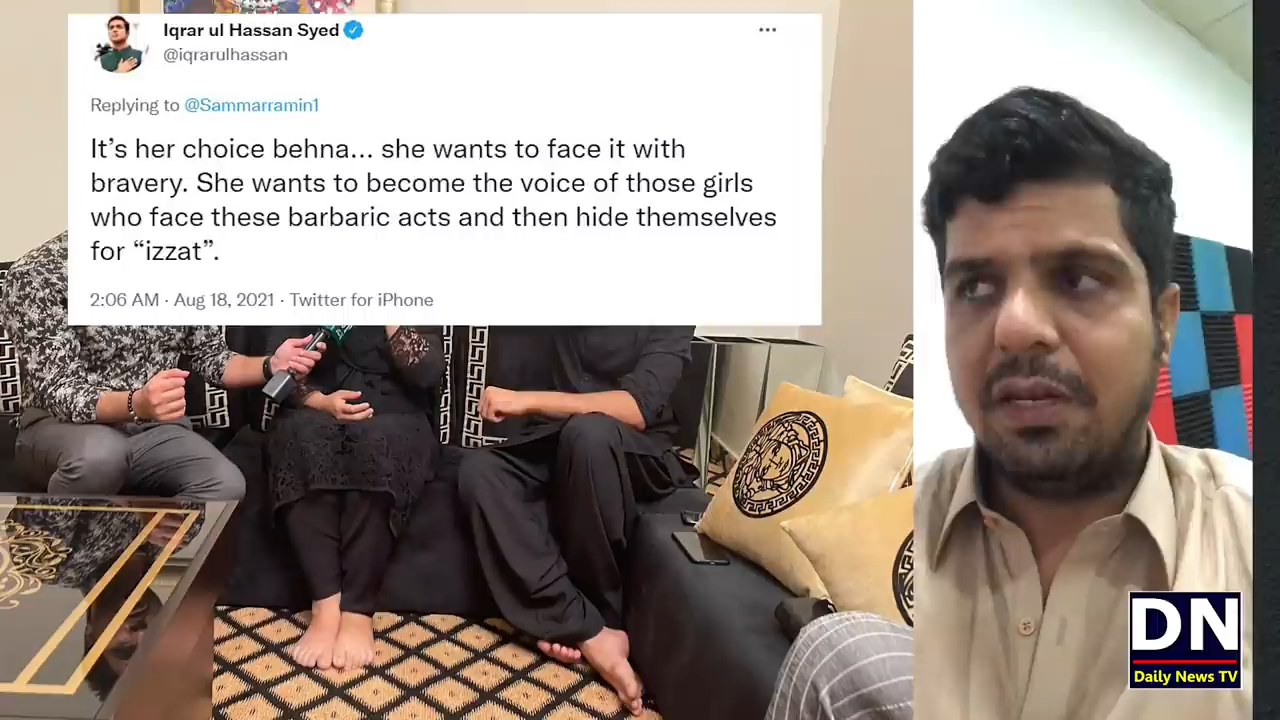 Iqrar ul Hassan Syed
@iqrarulhassan
Replying to @Sammarramin1
It’s her choice behna... she wants to face it with
bravery. She wants to become the voice of those girls
who face these barbaric acts and then hide themselves
for “izzat”.
2:06 AM · Aug 18, 2021 · Twitter for iPhone
DN
Daily News TV